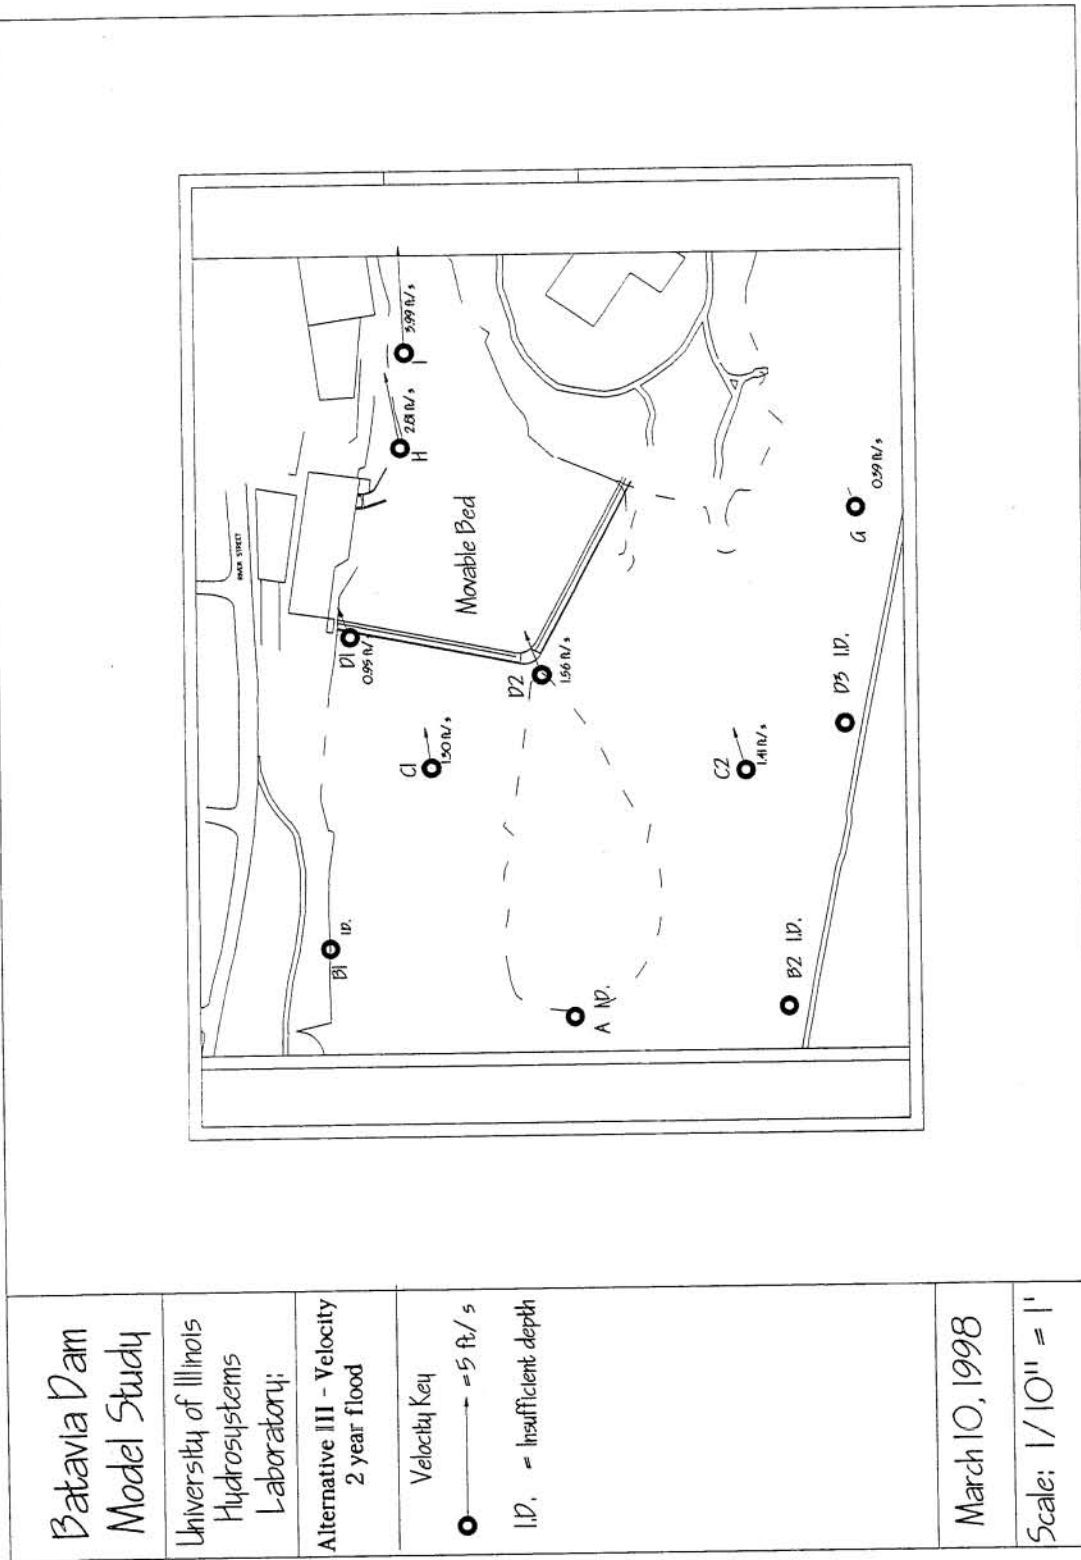 Batavia Dam
Model Study
University of Illinois
Hydrosystems
Laboratory:
Alternative III - Velocity
2 year flood
Velocity Key
= 5 ft/s
I.D. = Insufficient depth
March 10, 1998
Scale: 1/10" = 1'
RIVER STREET
Movable Bed
I
3.99 ft/s
H
2.81 ft/s
D1
0.95 ft/s
D2
1.56 ft/s
C1
1.30 ft/s
C2
1.41 ft/s
G
0.39 ft/s
D3 I.D.
B1
I.D.
A
B2 I.D.